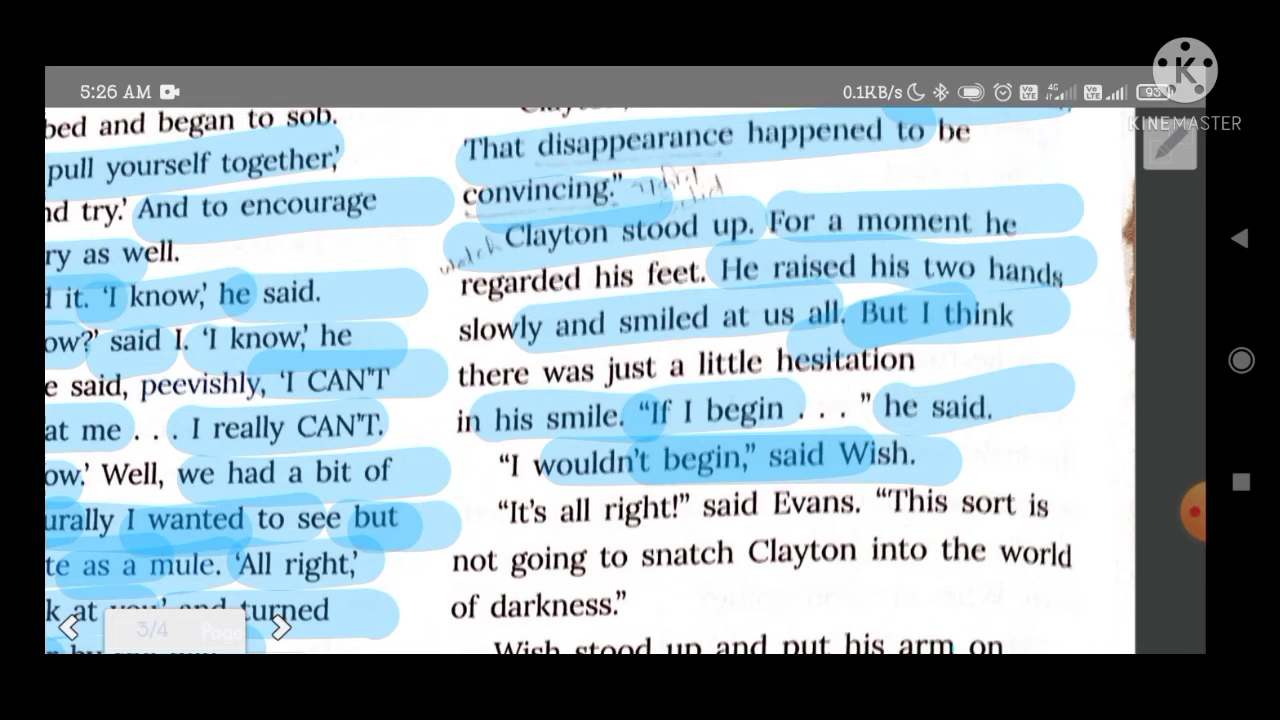 5:26 AM
0.1KB/s
4G
93
K
KINEMASTER
bed and began to sob.
pull yourself together,'
nd try.' And to encourage
ry as well.
d it. 'I know,' he said.
ow?' said I. 'I know,' he
e said, peevishly, 'I CAN'T
at me . . . I really CAN'T.
ow.' Well, we had a bit of
urally I wanted to see but
te as a mule. 'All right,'
k at you' and turned
3/4 Page
That disappearance happened to be
convincing."
watch
Clayton stood up. For a moment he
regarded his feet. He raised his two hands
slowly and smiled at us all. But I think
there was just a little hesitation
in his smile. "If I begin . . . " he said.
"I wouldn't begin," said Wish.
"It's all right!" said Evans. "This sort is
not going to snatch Clayton into the world
of darkness."
Wish stood up and put his arm on